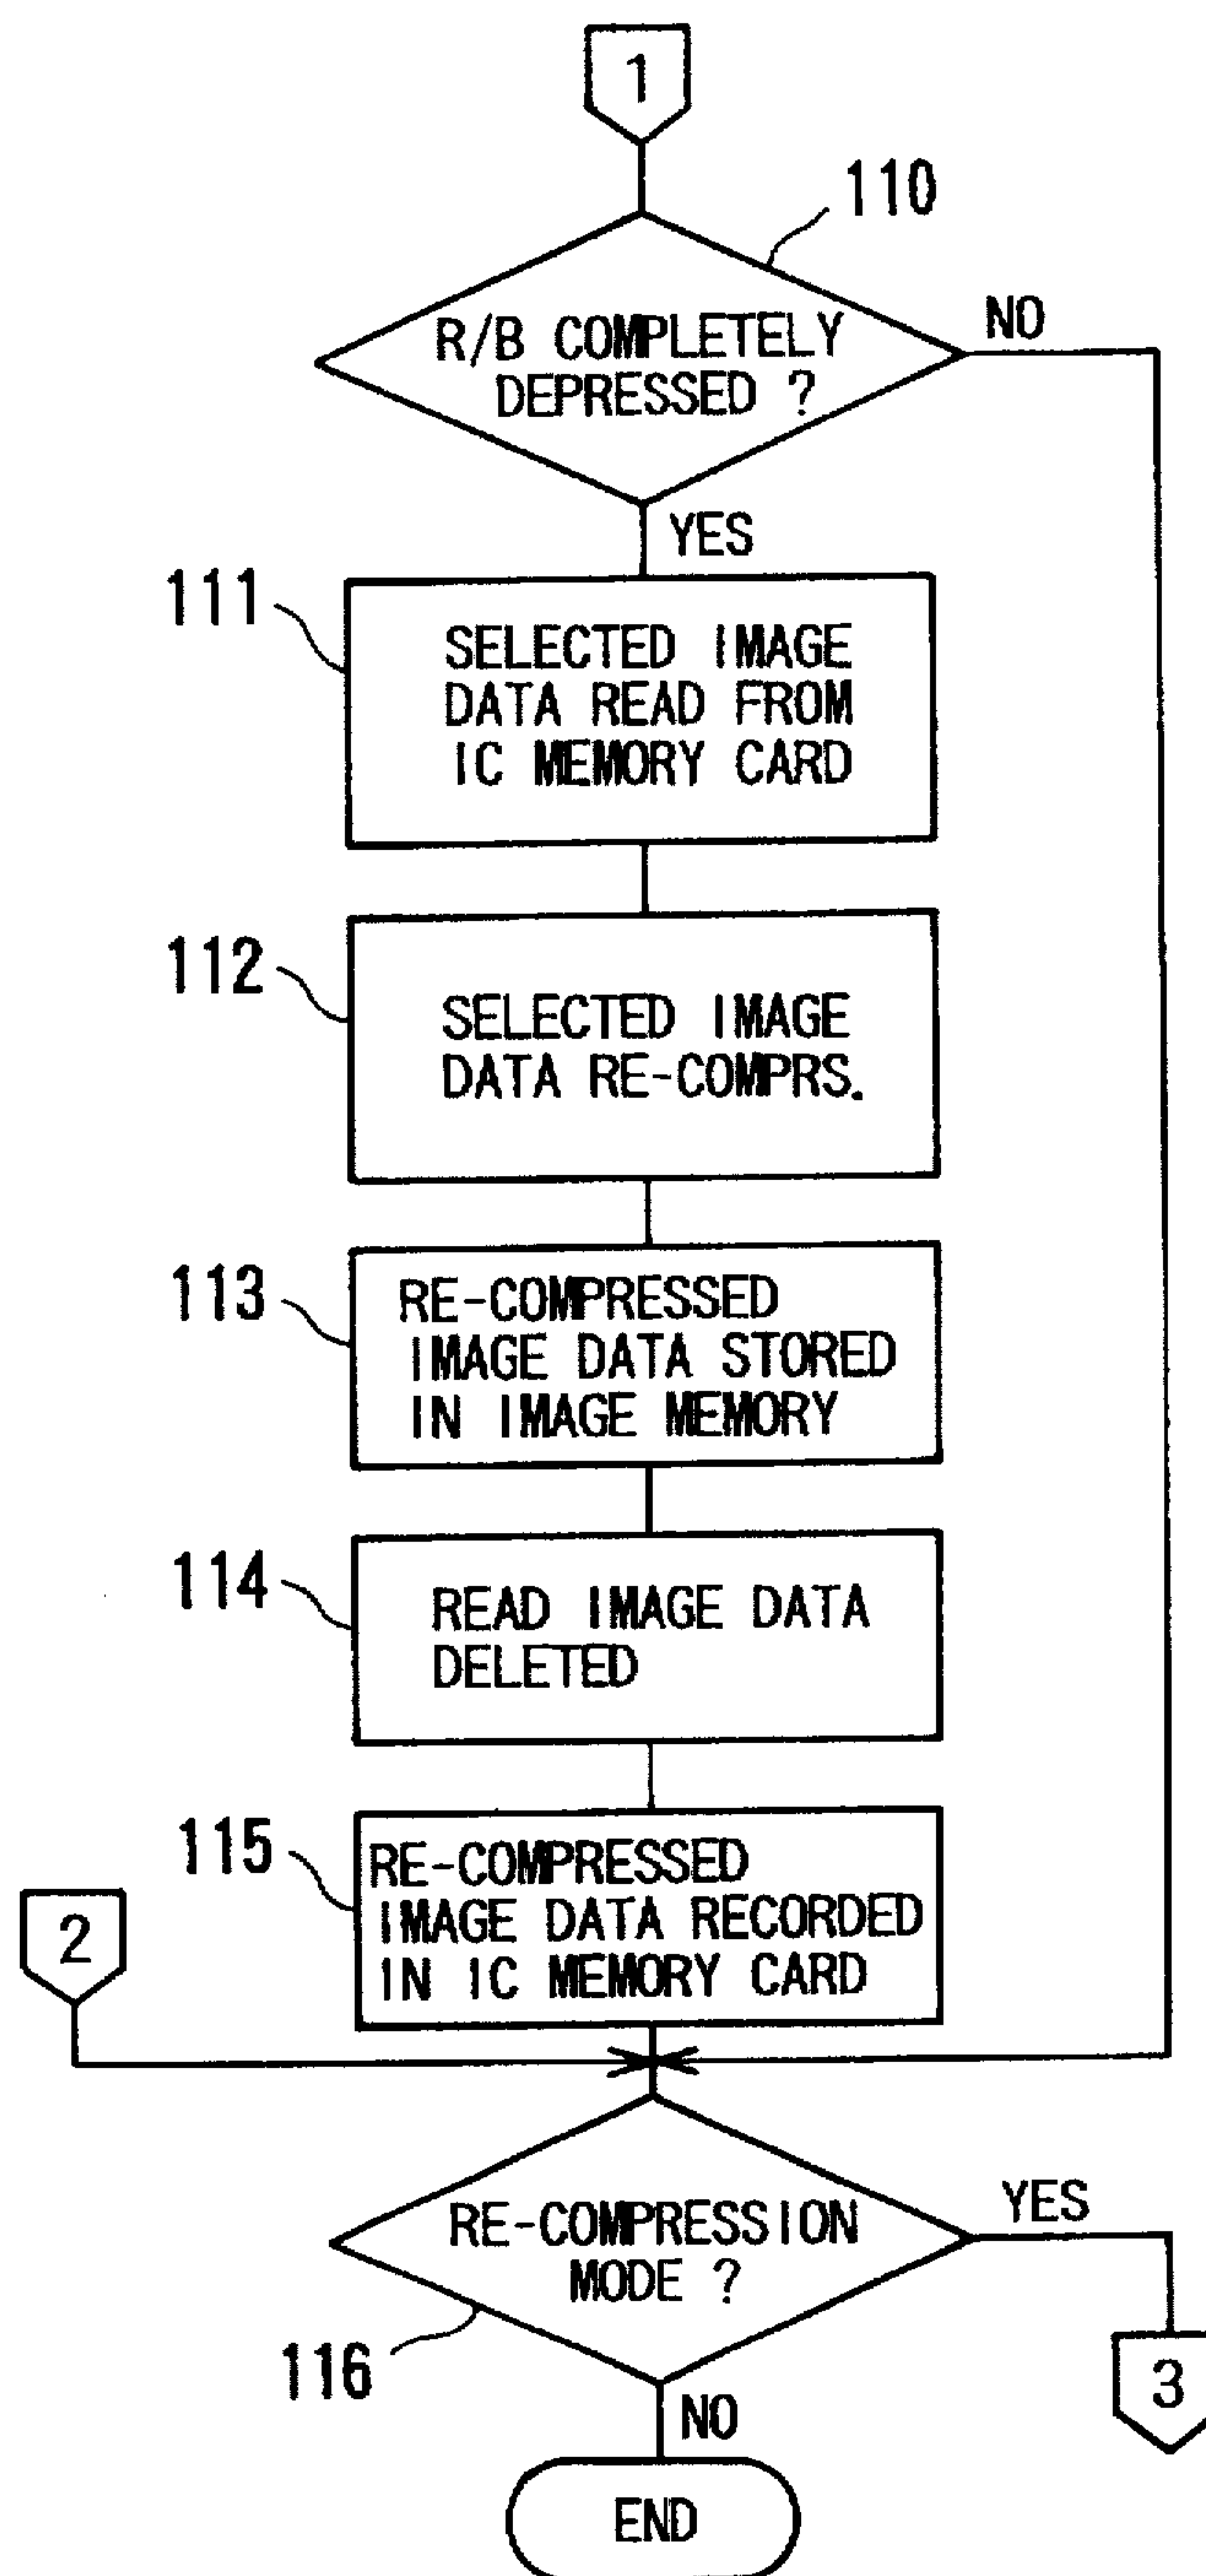 1
110
R/B COMPLETELY
DEPRESSED ?
NO
YES
111
SELECTED IMAGE
DATA READ FROM
IC MEMORY CARD
112
SELECTED IMAGE
DATA RE-COMPRS.
113
RE-COMPRESSED
IMAGE DATA STORED
IN IMAGE MEMORY
114
READ IMAGE DATA
DELETED
115
RE-COMPRESSED
IMAGE DATA RECORDED
IN IC MEMORY CARD
2
RE-COMPRESSION
MODE ?
YES
116
3
NO
END